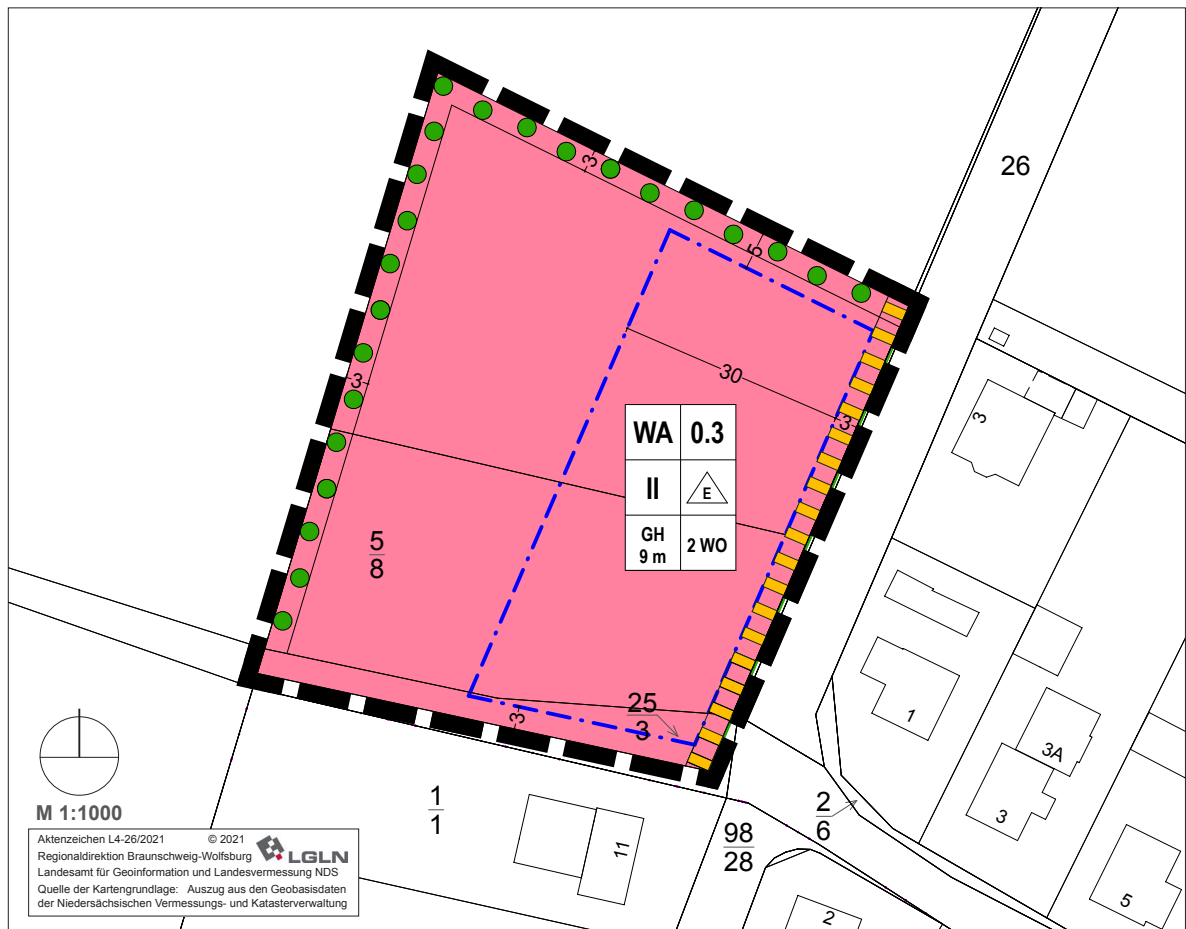 26
3
5
30
3
3
3
WA 0.3
II E
GH 9 m 2 WO
5
8
25
3
3
1
3A
3
5
2
6
98
28
2
1
1
11
M 1:1000
Aktenzeichen L4-26/2021 © 2021
Regionaldirektion Braunschweig-Wolfsburg LGLN
Landesamt für Geoinformation und Landesvermessung NDS
Quelle der Kartengrundlage: Auszug aus den Geobasisdaten
der Niedersächsischen Vermessungs- und Katasterverwaltung